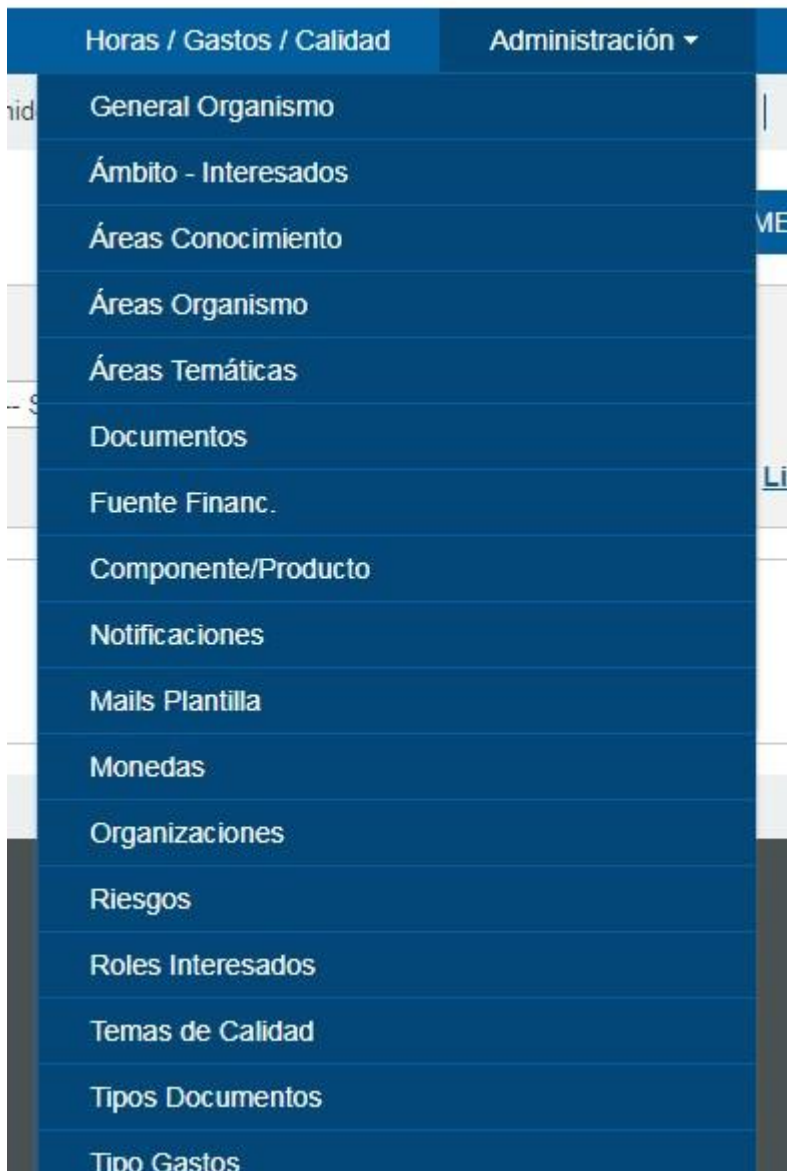 Horas / Gastos / Calidad Administración
General Organismo
Ámbito - Interesados
Áreas Conocimiento
Áreas Organismo
Áreas Temáticas
Documentos
Fuente Financ.
Componente/Producto
Notificaciones
Mails Plantilla
Monedas
Organizaciones
Riesgos
Roles Interesados
Temas de Calidad
Tipos Documentos
Tipo Gastos